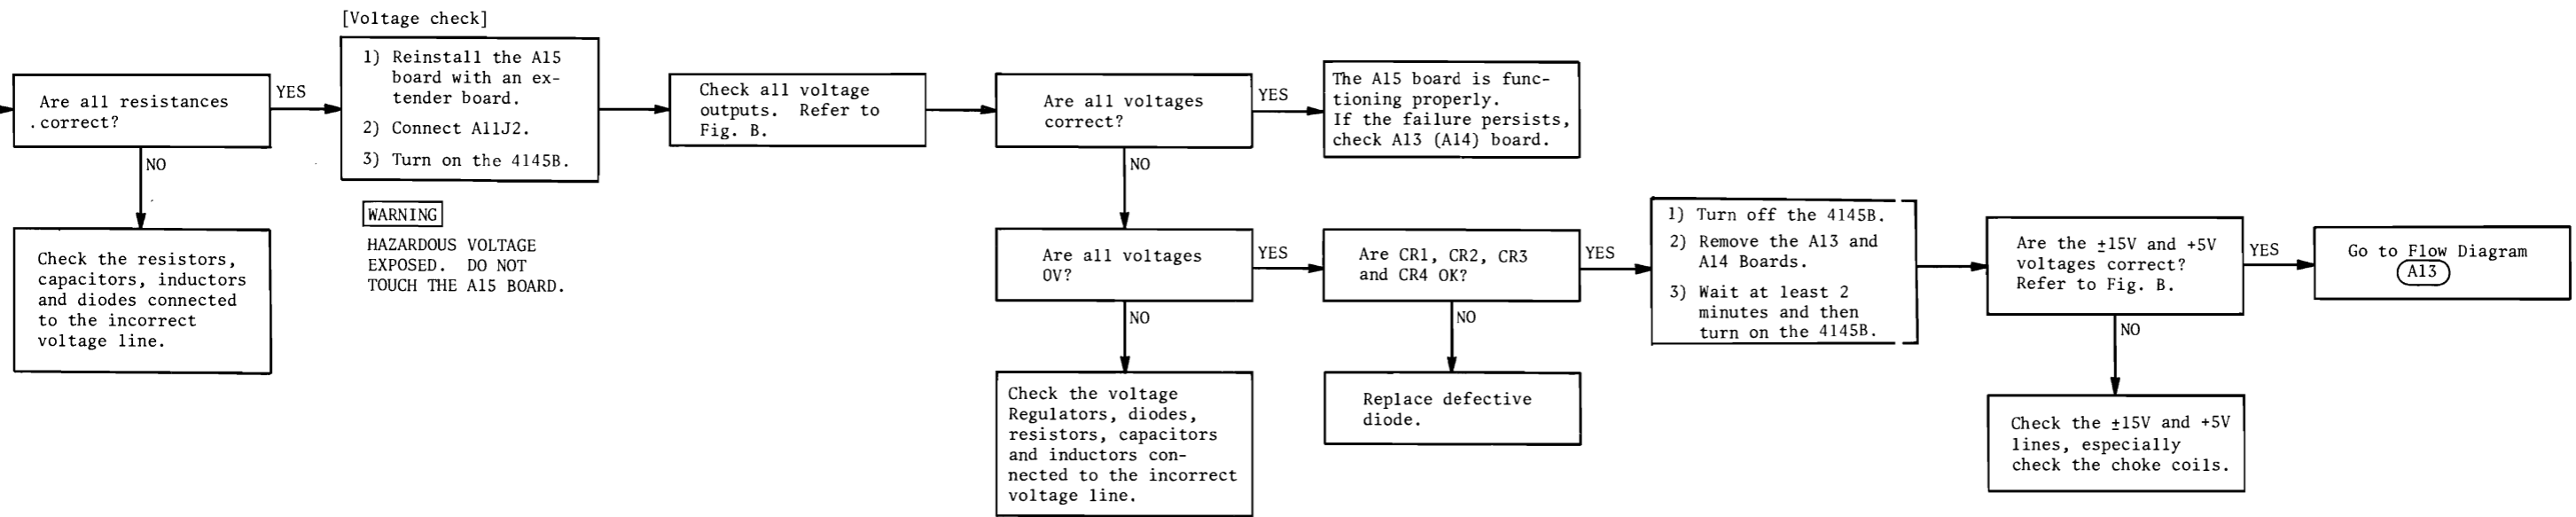 [Voltage check]
Are all resistances
.correct?
YES
NO
Check the resistors,
capacitors, inductors
and diodes connected
to the incorrect
voltage line.
1) Reinstall the A15
board with an ex-
tender board.
2) Connect A11J2.
3) Turn on the 4145B.
WARNING
HAZARDOUS VOLTAGE
EXPOSED. DO NOT
TOUCH THE A15 BOARD.
Check all voltage
outputs. Refer to
Fig. B.
Are all voltages
correct?
YES
NO
The A15 board is func-
tioning properly.
If the failure persists,
check A13 (A14) board.
Are all voltages
0V?
YES
NO
Check the voltage
Regulators, diodes,
resistors, capacitors
and inductors con-
nected to the incorrect
voltage line.
Are CR1, CR2, CR3
and CR4 OK?
YES
NO
Replace defective
diode.
1) Turn off the 4145B.
2) Remove the A13 and
A14 Boards.
3) Wait at least 2
minutes and then
turn on the 4145B.
Are the ±15V and +5V
voltages correct?
Refer to Fig. B.
YES
NO
Check the ±15V and +5V
lines, especially
check the choke coils.
Go to Flow Diagram
A13